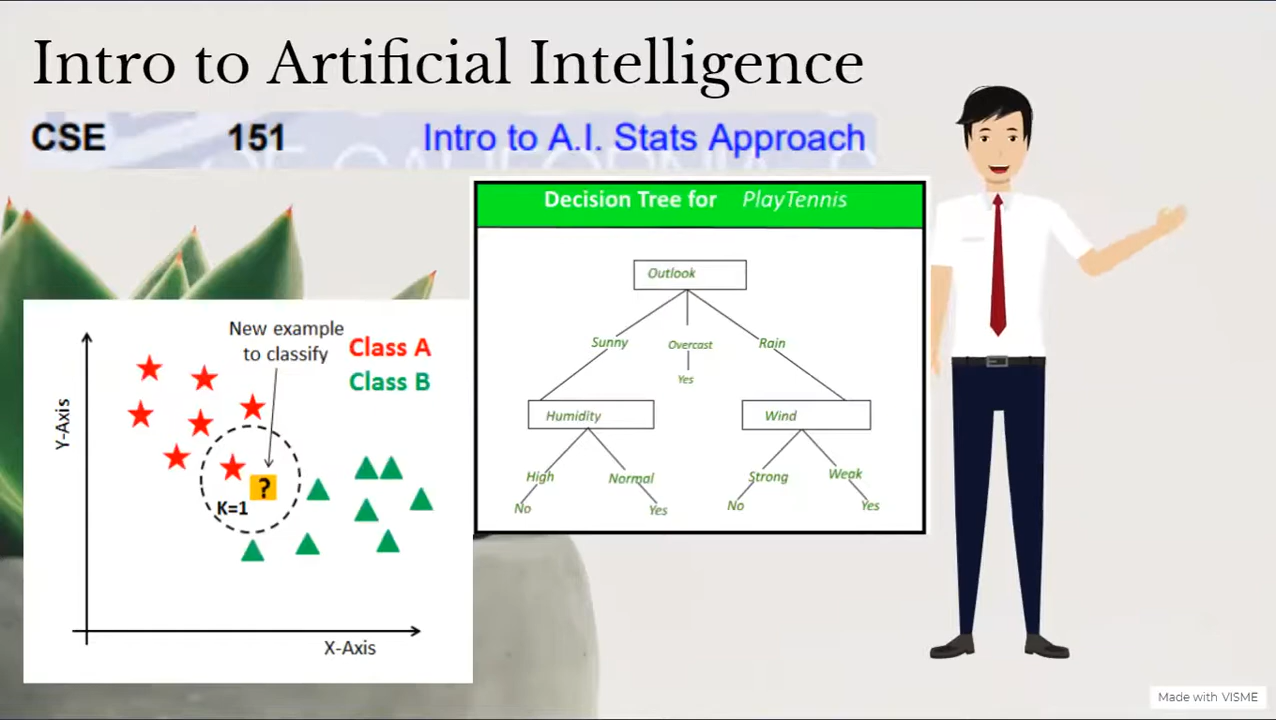 Intro to Artificial Intelligence
CSE 151 Intro to A.I. Stats Approach
Decision Tree for PlayTennis
Outlook
Sunny Overcast Rain
Yes
Humidity Wind
High Normal Strong Weak
No Yes No Yes
New example
to classify
Class A
Class B
Y-Axis
?
K=1
X-Axis
Made with VISME